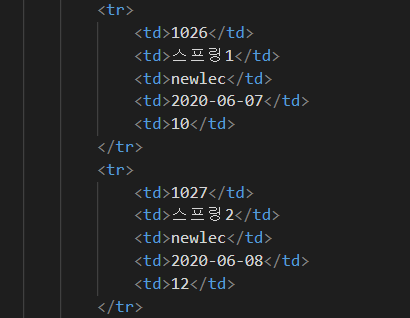 <tr>
<td>1026</td>
<td>스프링1</td>
<td>newlec</td>
<td>2020-06-07</td>
<td>10</td>
</tr>
<tr>
<td>1027</td>
<td>스프링2</td>
<td>newlec</td>
<td>2020-06-08</td>
<td>12</td>
</tr>